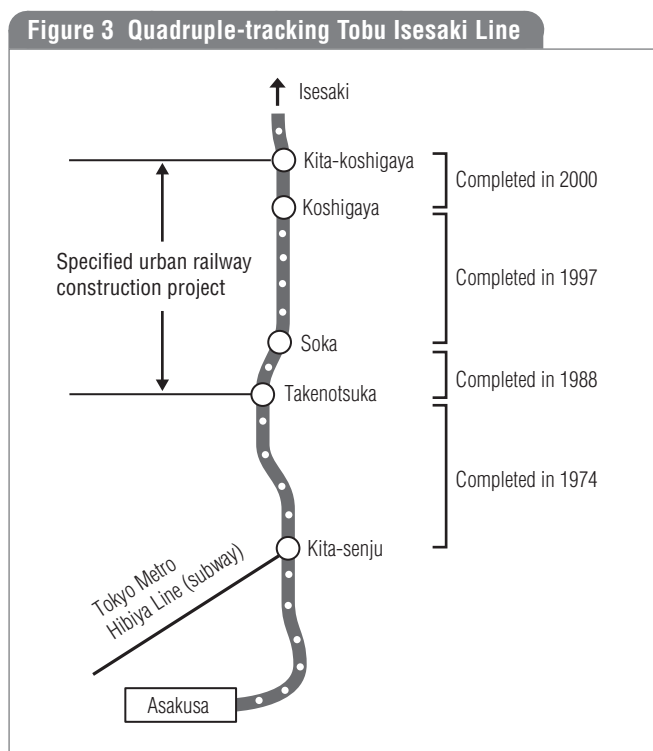 Figure 3 Quadruple-tracking Tobu Isesaki Line
Isesaki
Kita-koshigaya
Completed in 2000
Koshigaya
Specified urban railway
construction project
Completed in 1997
Soka
Completed in 1988
Takenotsuka
Completed in 1974
Kita-senju
Tokyo Metro
Hibiya Line (subway)
Asakusa